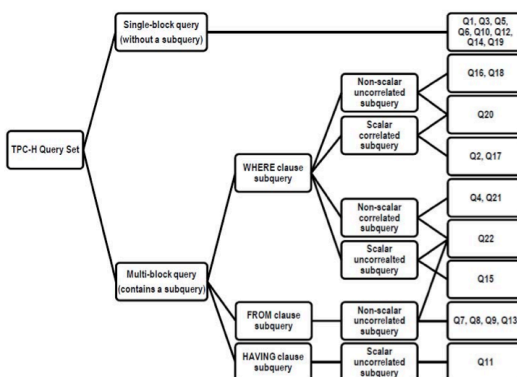 TPC-H Query Set
Single-block query
(without a subquery)
Q1, Q3, Q5,
Q6, Q10, Q12,
Q14, Q19
Multi-block query
(contains a subquery)
WHERE clause
subquery
Non-scalar
uncorrelated
subquery
Q16, Q18
Q20
Scalar
correlated
subquery
Q2, Q17
Non-scalar
correlated
subquery
Q4, Q21
Q22
Scalar
uncorrealted
subquery
Q15
FROM clause
subquery
Non-scalar
uncorrelated
subquery
Q7, Q8, Q9, Q13
HAVING clause
subquery
Scalar
uncorrelated
subquery
Q11